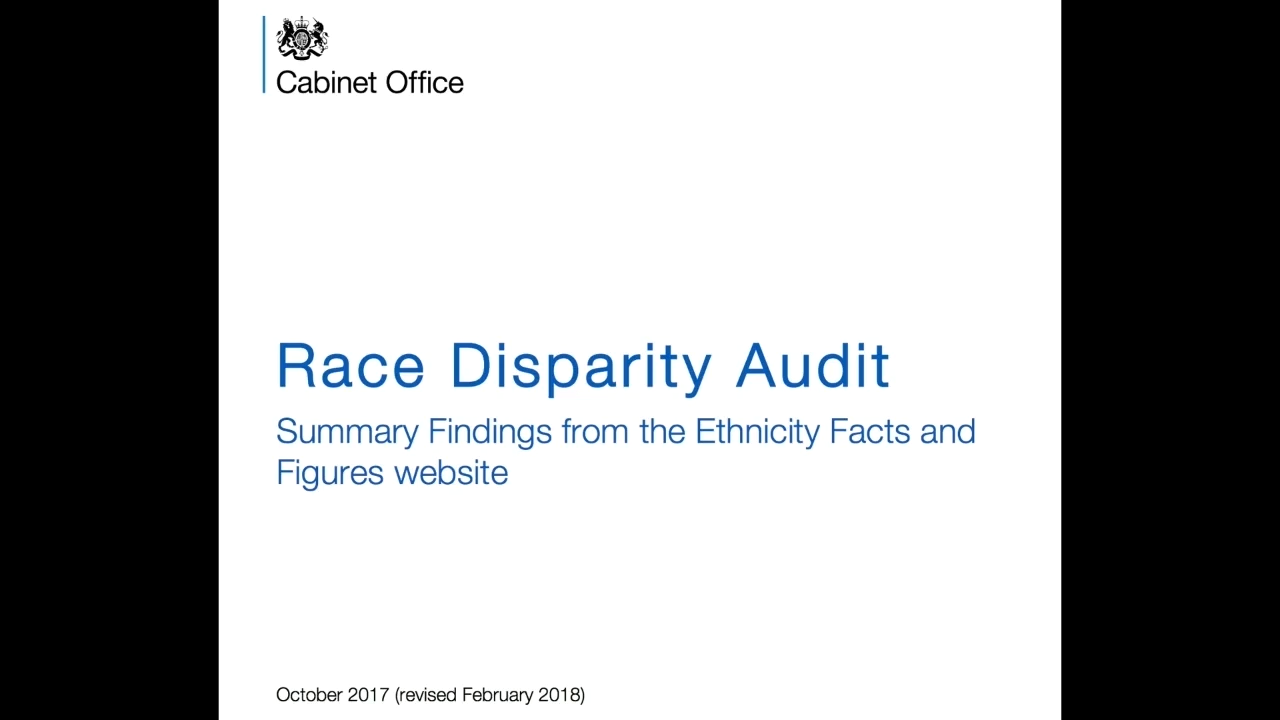 Cabinet Office
Race Disparity Audit
Summary Findings from the Ethnicity Facts and
Figures website
October 2017 (revised February 2018)